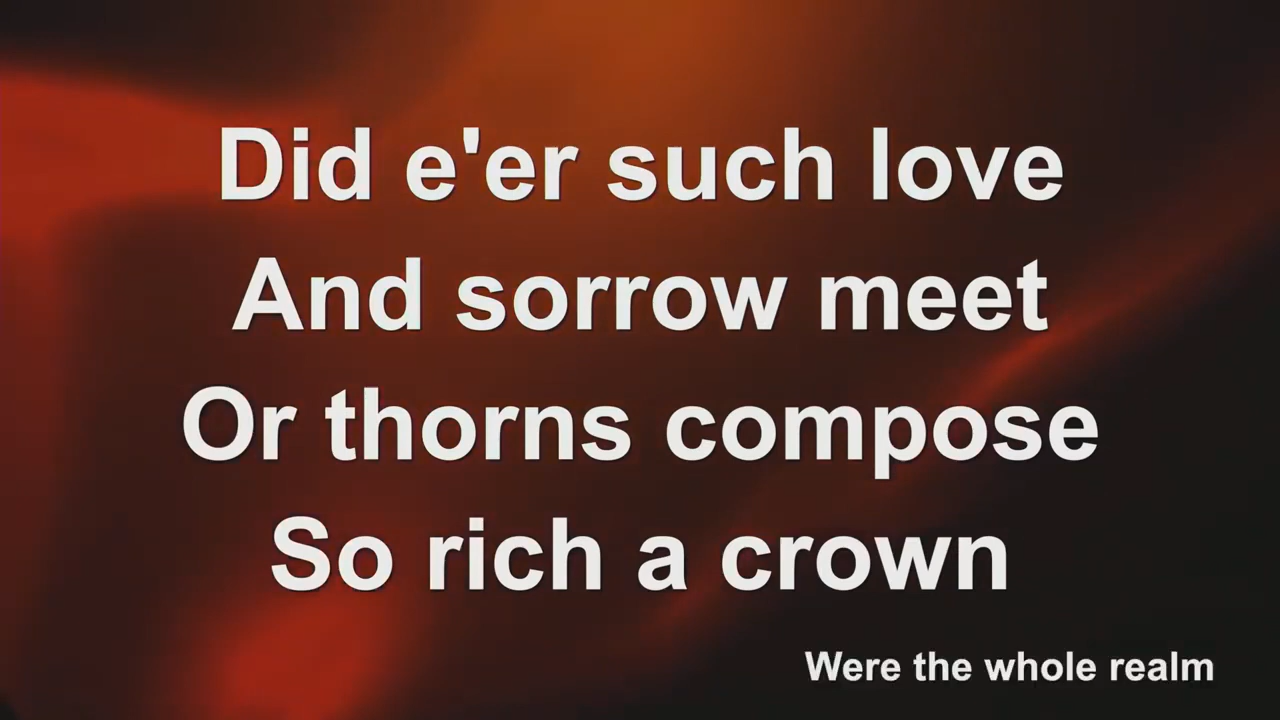 Did e'er such love
And sorrow meet
Or thorns compose
So rich a crown
Were the whole realm